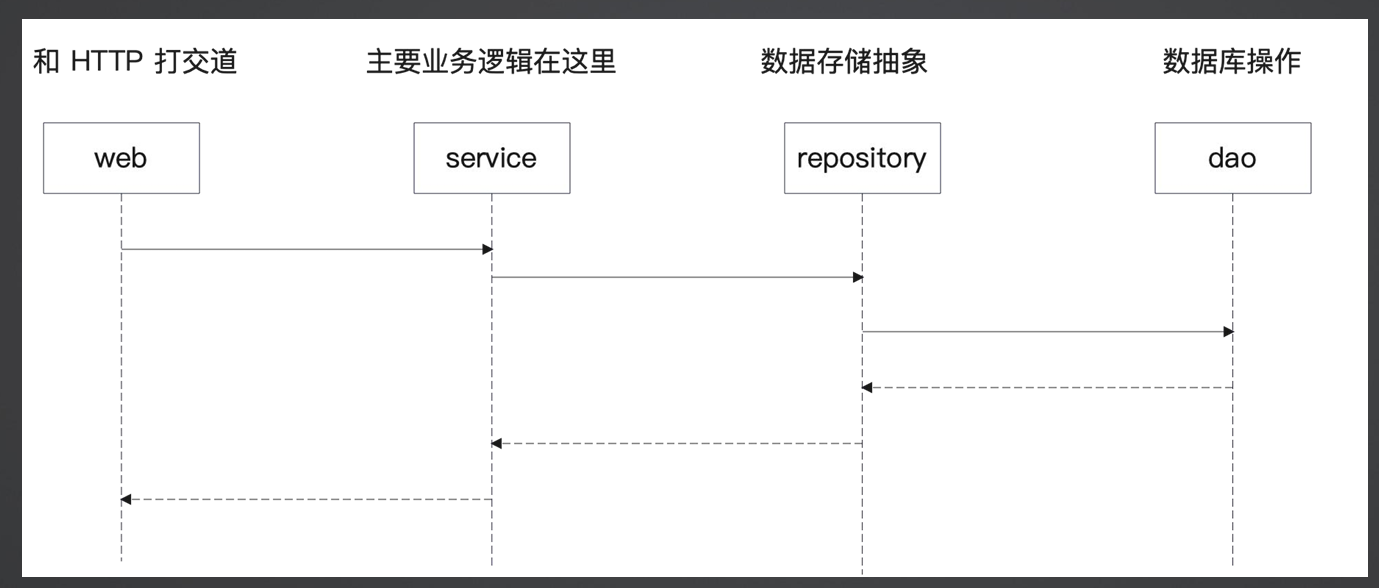 和 HTTP 打交道
主要业务逻辑在这里
数据存储抽象
数据库操作
web
service
repository
dao